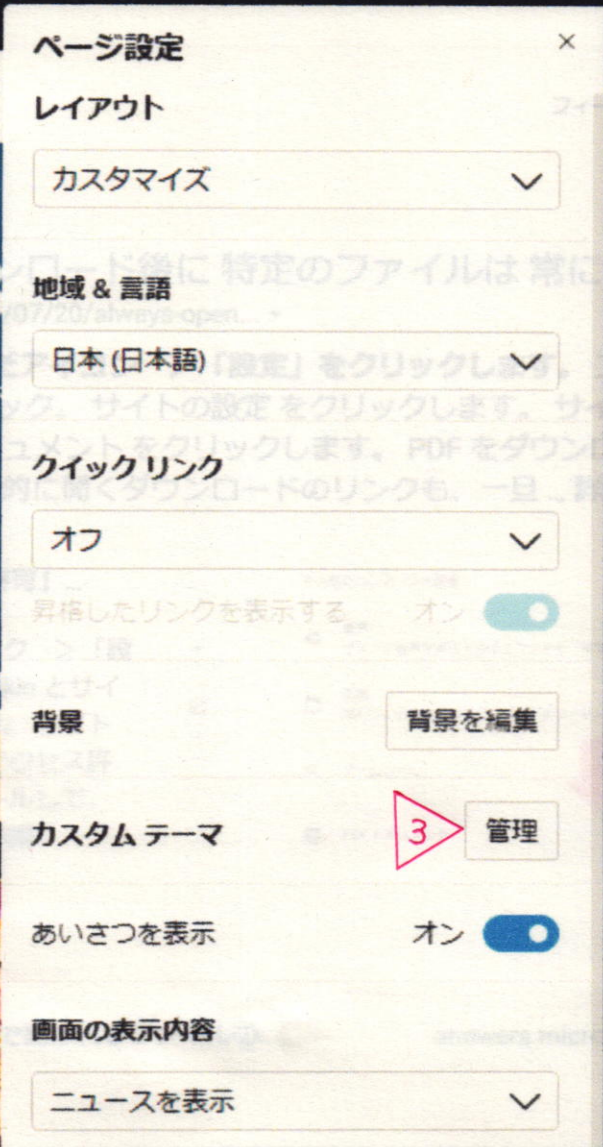 ページ設定
×
レイアウト
カスタマイズ
地域 & 言語
日本 (日本語)
クイック リンク
オフ
昇格したリンクを表示する オン
背景 背景を編集
カスタム テーマ 3 管理
あいさつを表示 オン
画面の表示内容
ニュースを表示